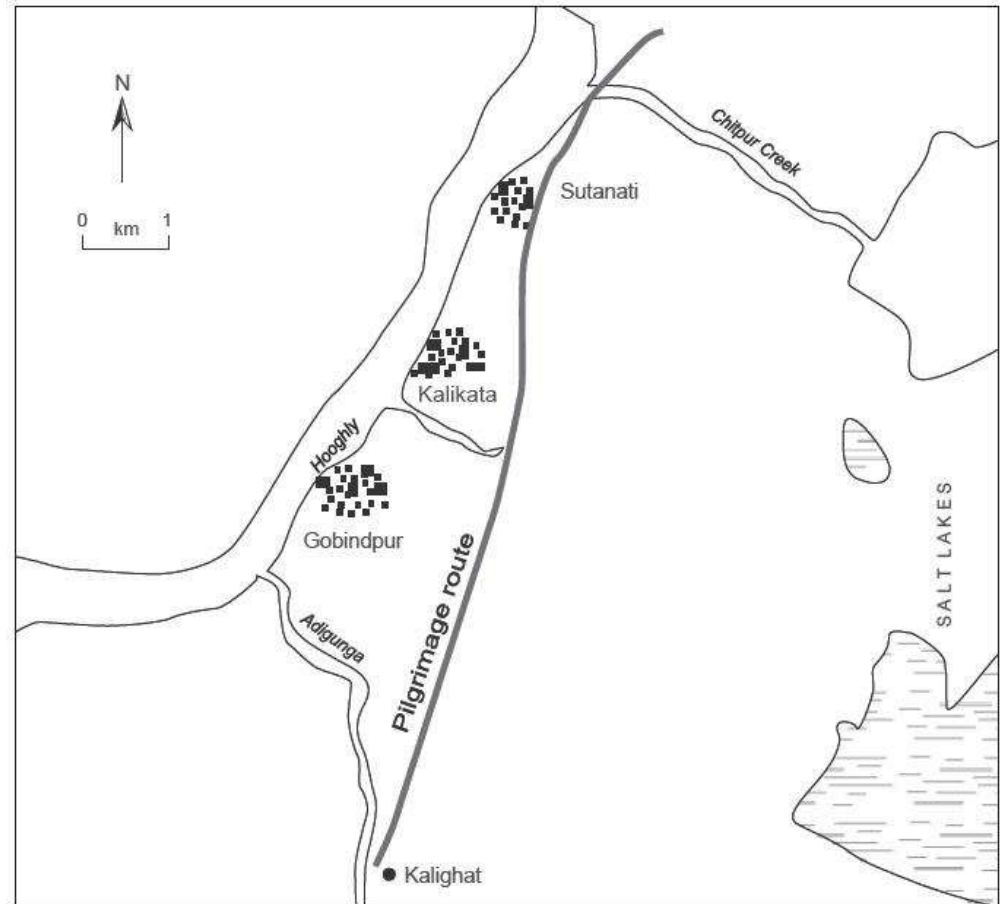 N
0 km 1
Chitpur Creek
Sutanati
Kalikata
Hooghly
Gobindpur
SALT LAKES
Pilgrimage route
Adigunga
Kalighat